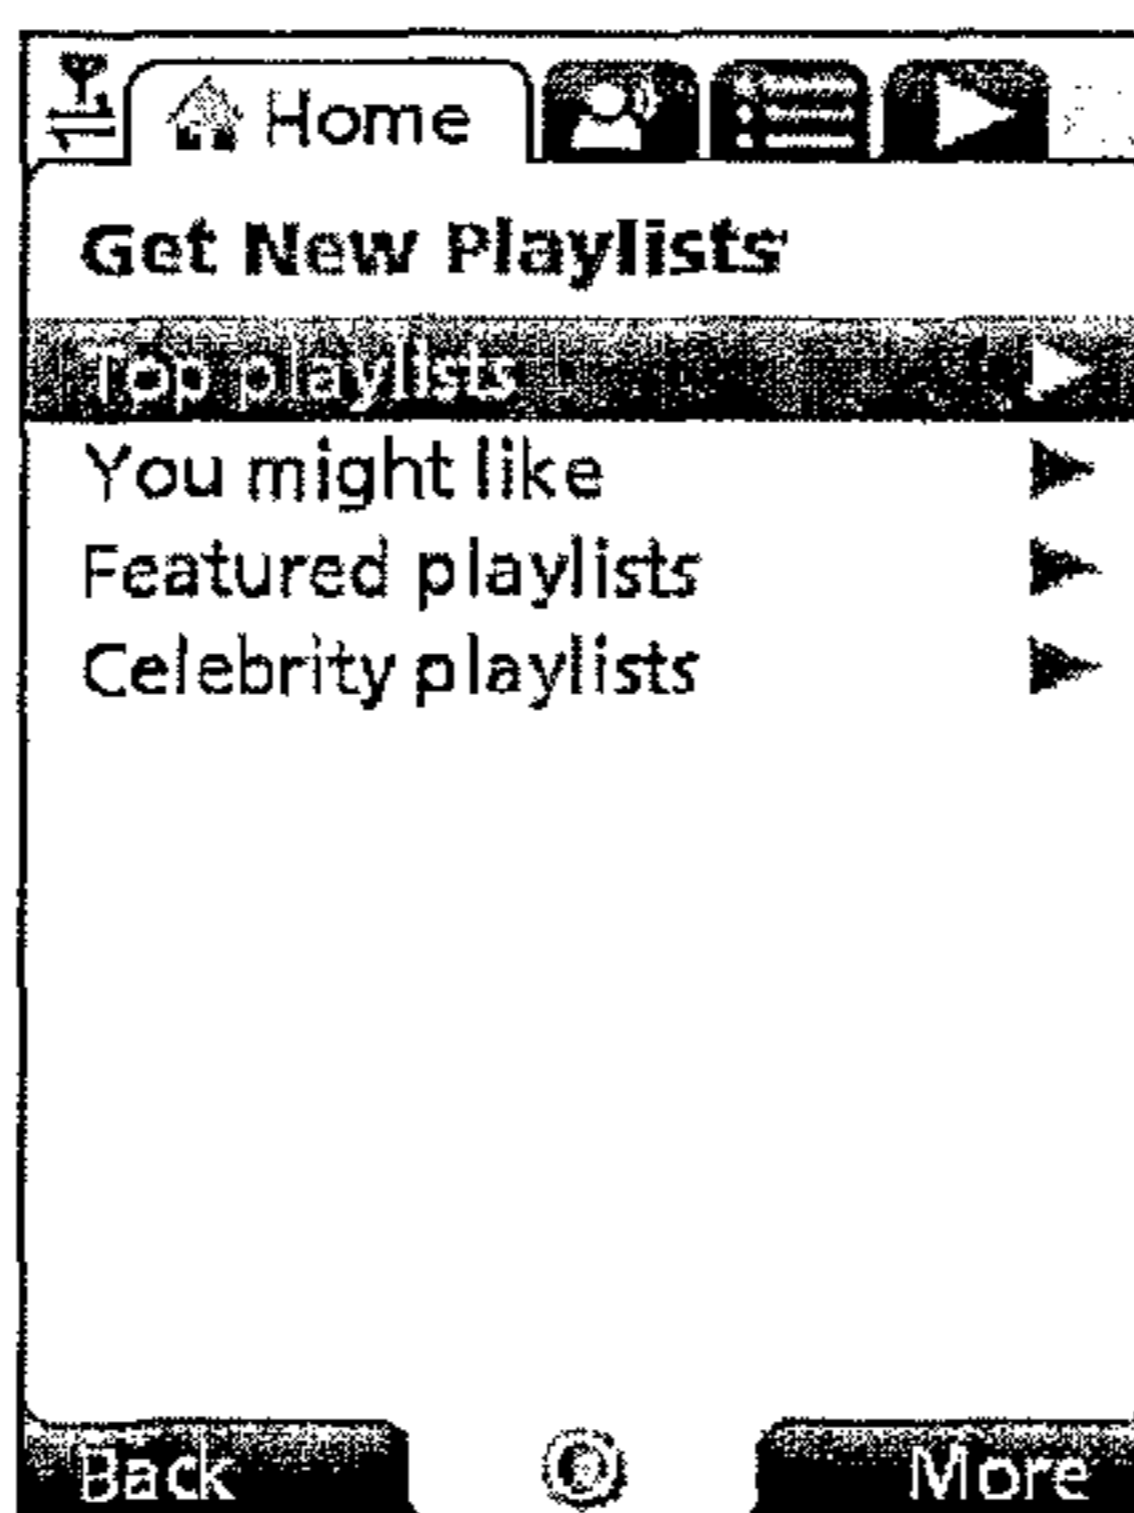 Home
Get New Playlists
Top playlists
You might like
Featured playlists
Celebrity playlists
Back
More